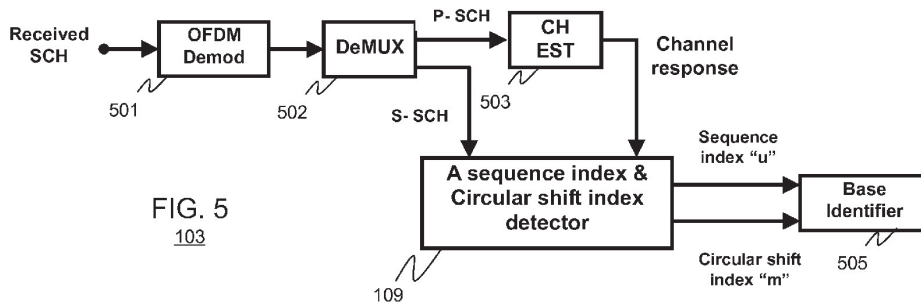 Received
SCH
OFDM
Demod
501
DeMUX
502
P- SCH
CH
EST
503
Channel
response
S- SCH
A sequence index &
Circular shift index
detector
109
Sequence
index "u"
Circular shift
index "m"
Base
Identifier
505
FIG. 5
103